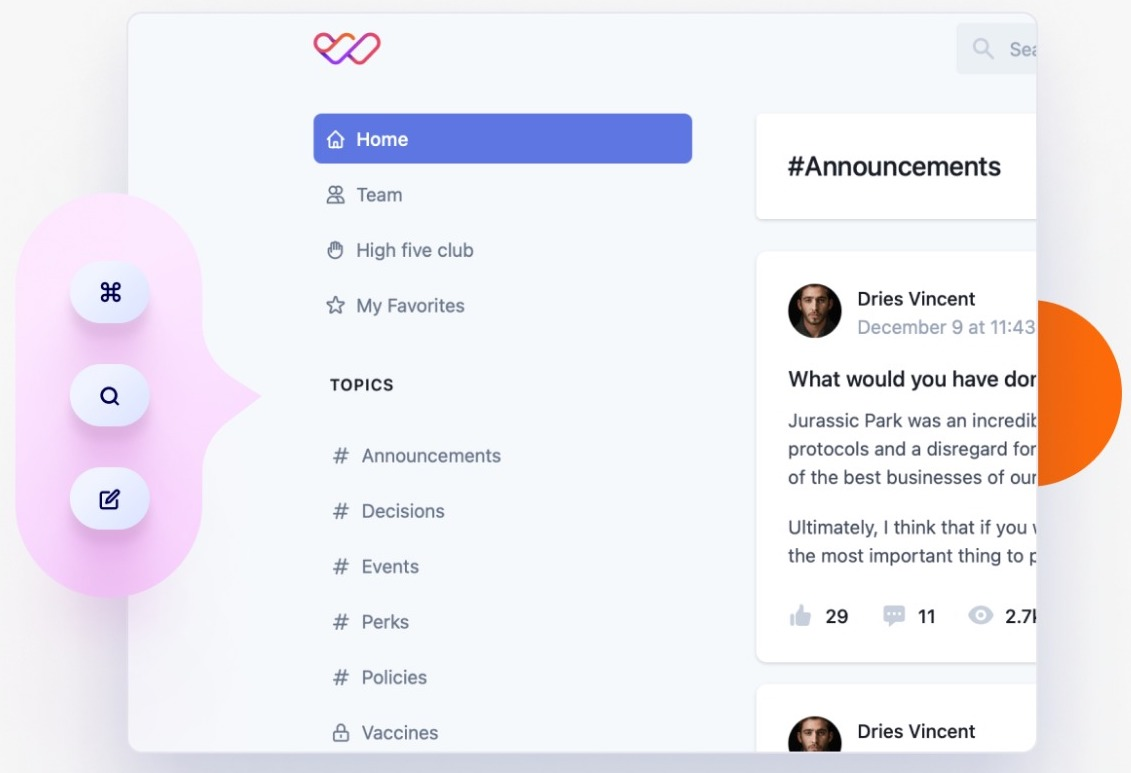 Sea
Home
Team
High five club
My Favorites
TOPICS
# Announcements
# Decisions
# Events
# Perks
# Policies
Vaccines
#Announcements
Dries Vincent
December 9 at 11:43
What would you have
Jurassic Park was an
protocols and a disregard for
of the best businesses of our
Ultimately, I think that if you
the most important thing to
29
11
2.7k
Dries Vincent